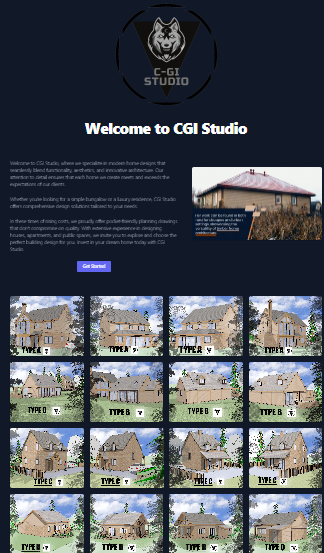 C-GI
STUDIO
Welcome to CGI Studio
Welcome to CGI Studio, where we specialize in modern home designs that
seamlessly blend functionality, aesthetics, and innovative architecture. Our
attention to detail ensures that each home we create meets and exceeds the
expectations of our clients.
Whether you're looking for a simple bungalow or a luxury residence, CGI Studio
offers comprehensive design solutions tailored to your needs.
In these times of rising costs, we proudly offer pocket-friendly planning drawings
that don't compromise on quality. With extensive experience in designing
houses, apartments, and public spaces, we invite you to explore and choose the
perfect building design for you. Invest in your dream home today with CGI
Studio.
Get Started
TYPE A
TYPE A
TYPE A
TYPE A
TYPE B
TYPE B
TYPE B
TYPE C
TYPE C
TYPE C
TYPE C
TYPE D
TYPE D
TYPE D
TYPE D